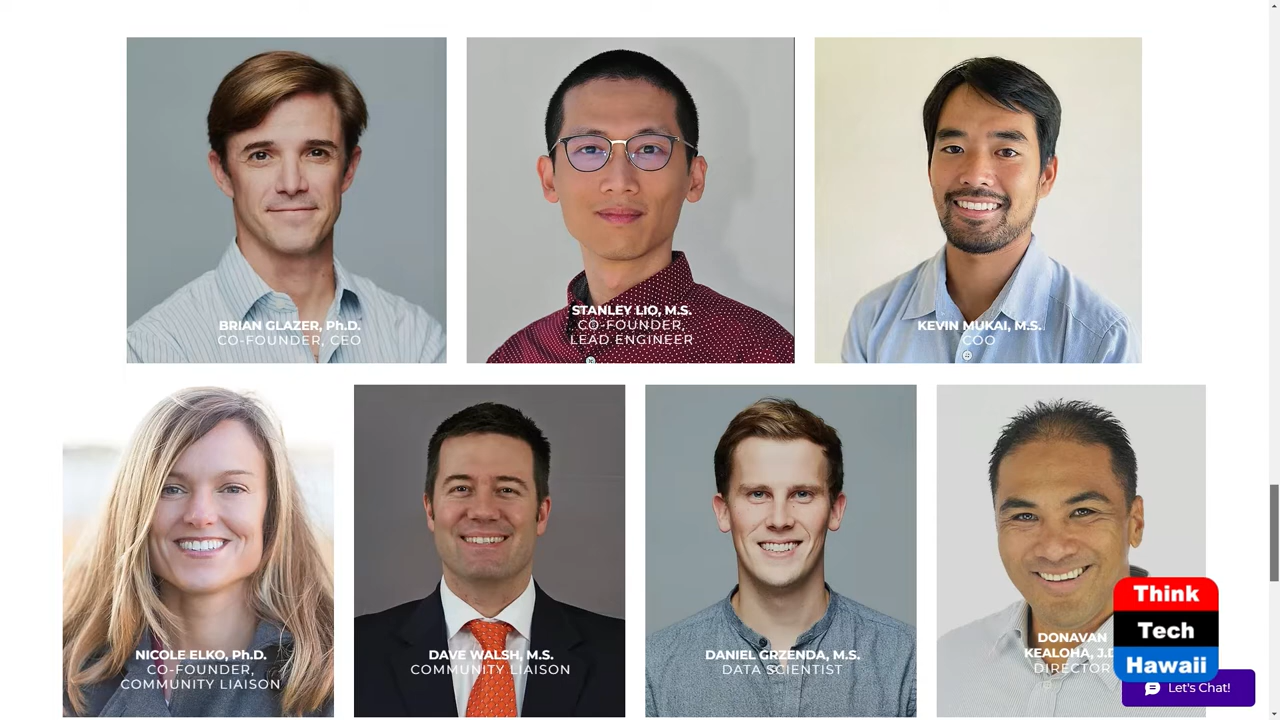 BRIAN GLAZER, Ph.D.
CO-FOUNDER, CEO
STANLEY LIO, M.S.
CO-FOUNDER,
LEAD ENGINEER
KEVIN MUKAI, M.S.
COO
NICOLE ELKO, Ph.D.
CO-FOUNDER,
COMMUNITY LIAISON
DAVE WALSH, M.S.
COMMUNITY LIAISON
DANIEL GRZENDA, M.S.
DATA SCIENTIST
DONAVAN
KEALOHA, J.D
DIRECTOR
Think
Tech
Hawaii
Let's Chat!